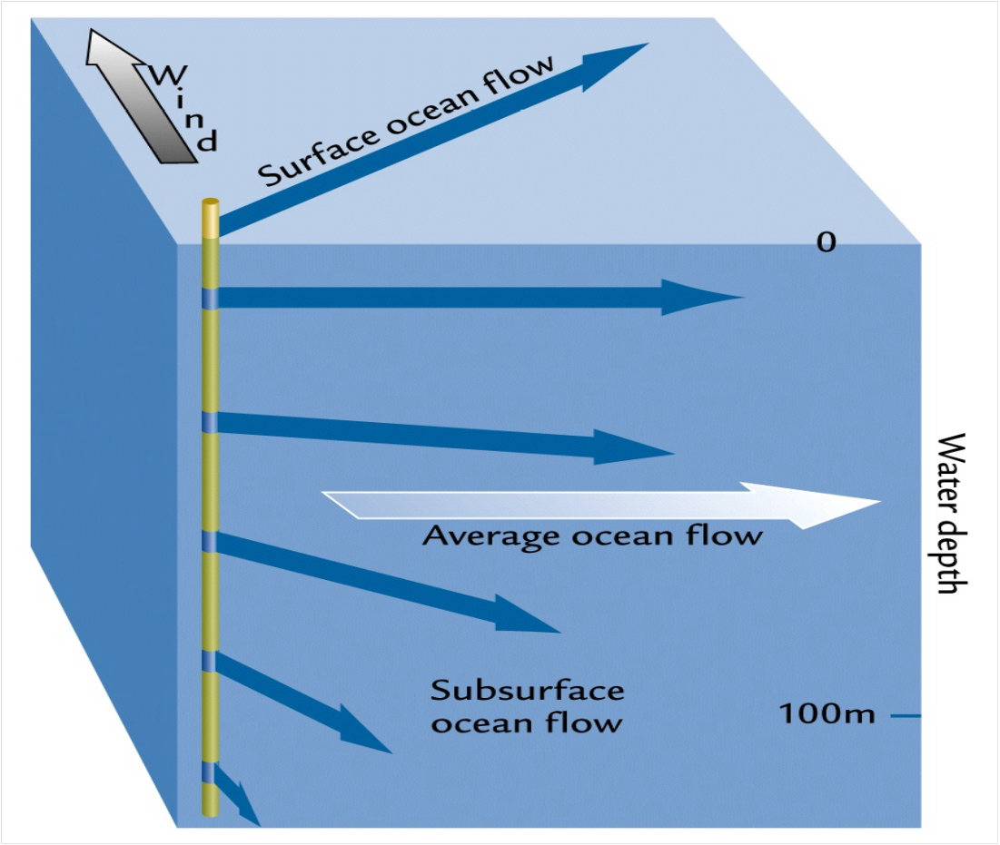 Wind
Surface ocean flow
0
Average ocean flow
Water depth
Subsurface
ocean flow
100m